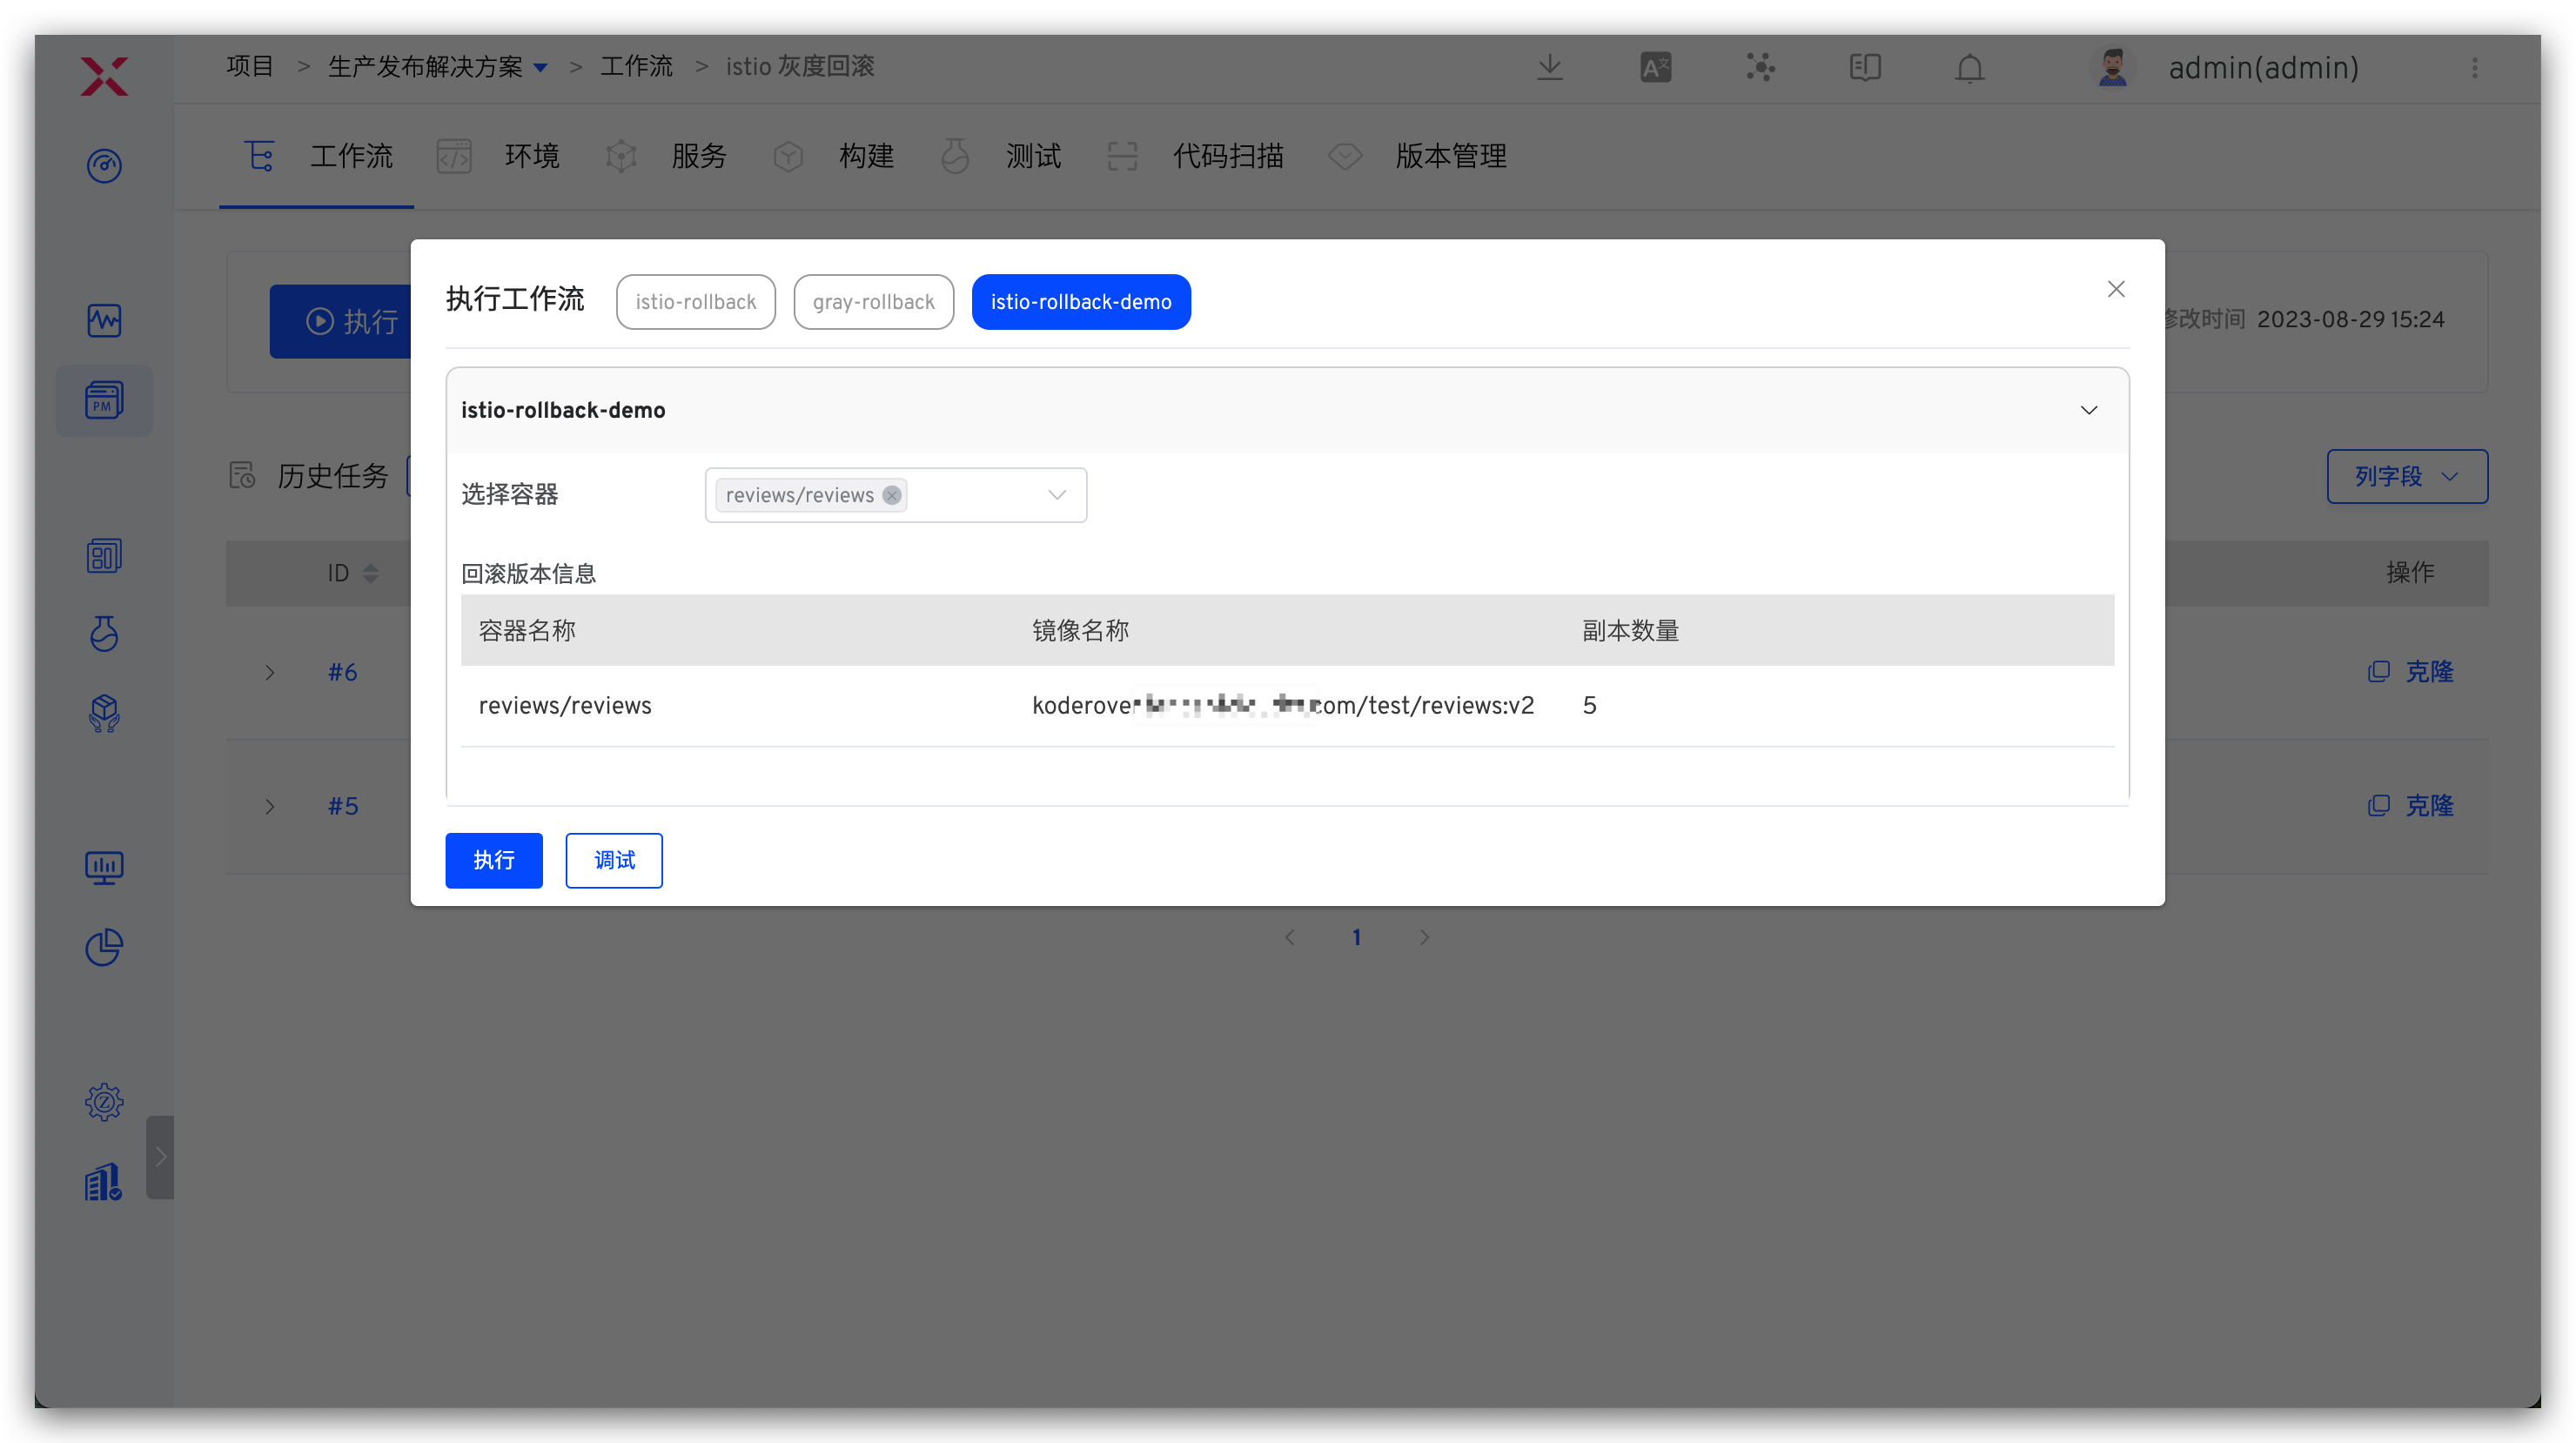 项目 > 生产发布解决方案 > 工作流 > istio 灰度回滚
admin(admin)
工作流 环境 服务 构建 测试 代码扫描 版本管理
执行
修改时间 2023-08-29 15:24
执行工作流 istio-rollback gray-rollback istio-rollback-demo
istio-rollback-demo
选择容器 reviews/reviews
回滚版本信息
容器名称 镜像名称 副本数量
reviews/reviews koderover com/test/reviews:v2 5
执行 调试
PM
历史任务
列字段
ID 操作
#6 克隆
#5 克隆
1